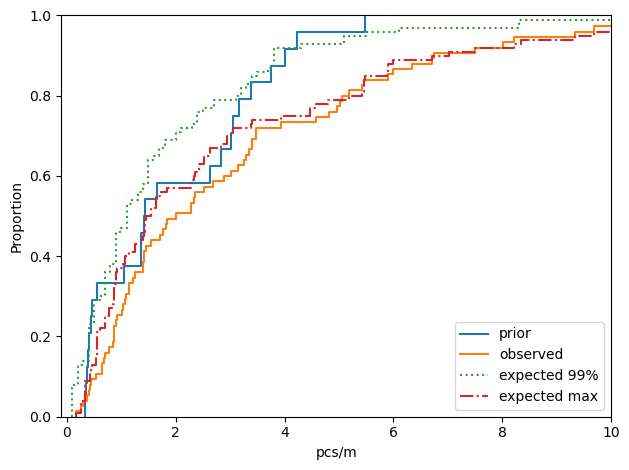 1.0
0.8
0.6
0.4
0.2
0.0
Proportion
0
2
4
6
8
10
pcs/m
prior
observed
expected 99%
expected max